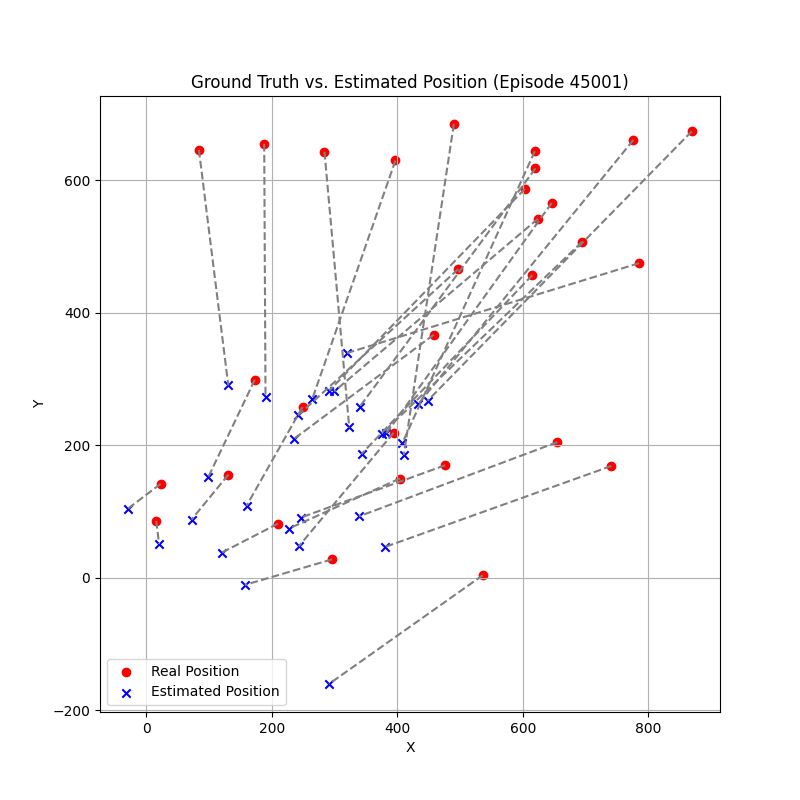 Ground Truth vs. Estimated Position (Episode 45001)
Y
600
400
200
0
−200
Real Position
Estimated Position
0 200 400 600 800
X